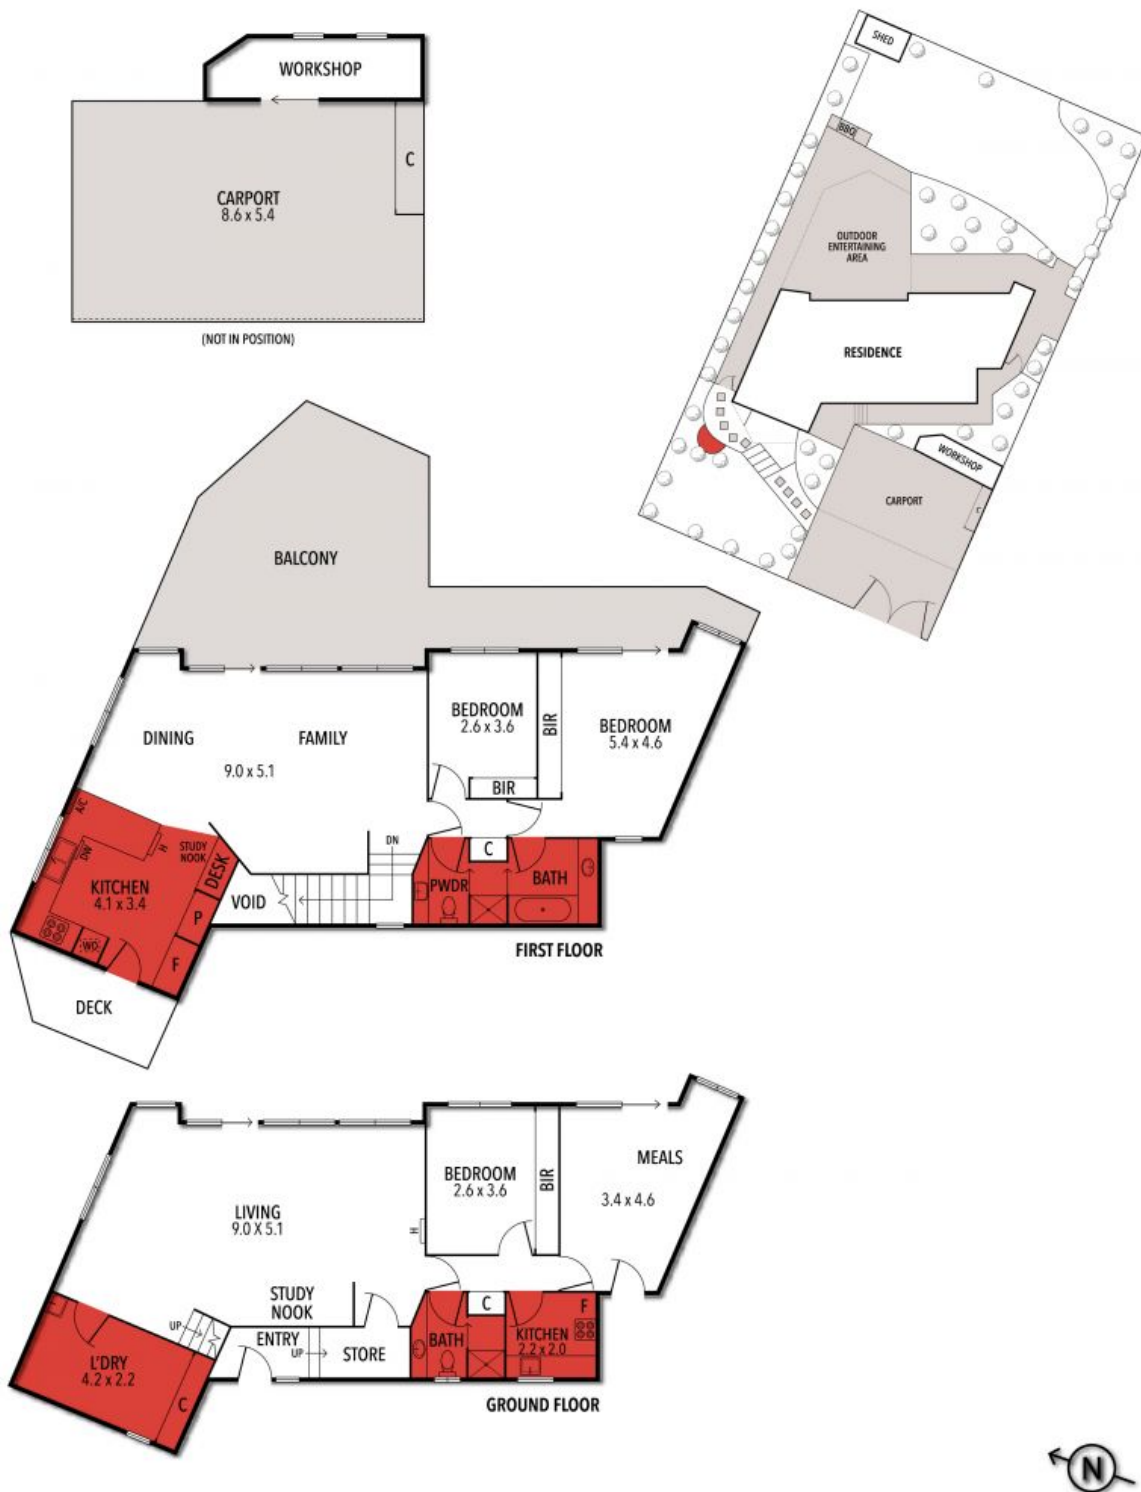 WORKSHOP
CARPORT
8.6 x 5.4
C
(NOT IN POSITION)
SHED
BBQ
OUTDOOR
ENTERTAINING
AREA
RESIDENCE
WORKSHOP
CARPORT
C
BALCONY
DINING
FAMILY
9.0 x 5.1
BEDROOM
2.6 x 3.6
BIR
BIR
BEDROOM
5.4 x 4.6
A/C
DW
H
STUDY
NOOK
DESK
KITCHEN
4.1 x 3.4
P
WO
F
VOID
DN
PWDR
C
BATH
DECK
FIRST FLOOR
LIVING
9.0 X 5.1
H
BEDROOM
2.6 x 3.6
BIR
MEALS
3.4 x 4.6
STUDY
NOOK
UP
ENTRY
UP
STORE
BATH
C
KITCHEN
2.2 x 2.0
F
L'DRY
4.2 x 2.2
C
GROUND FLOOR
N